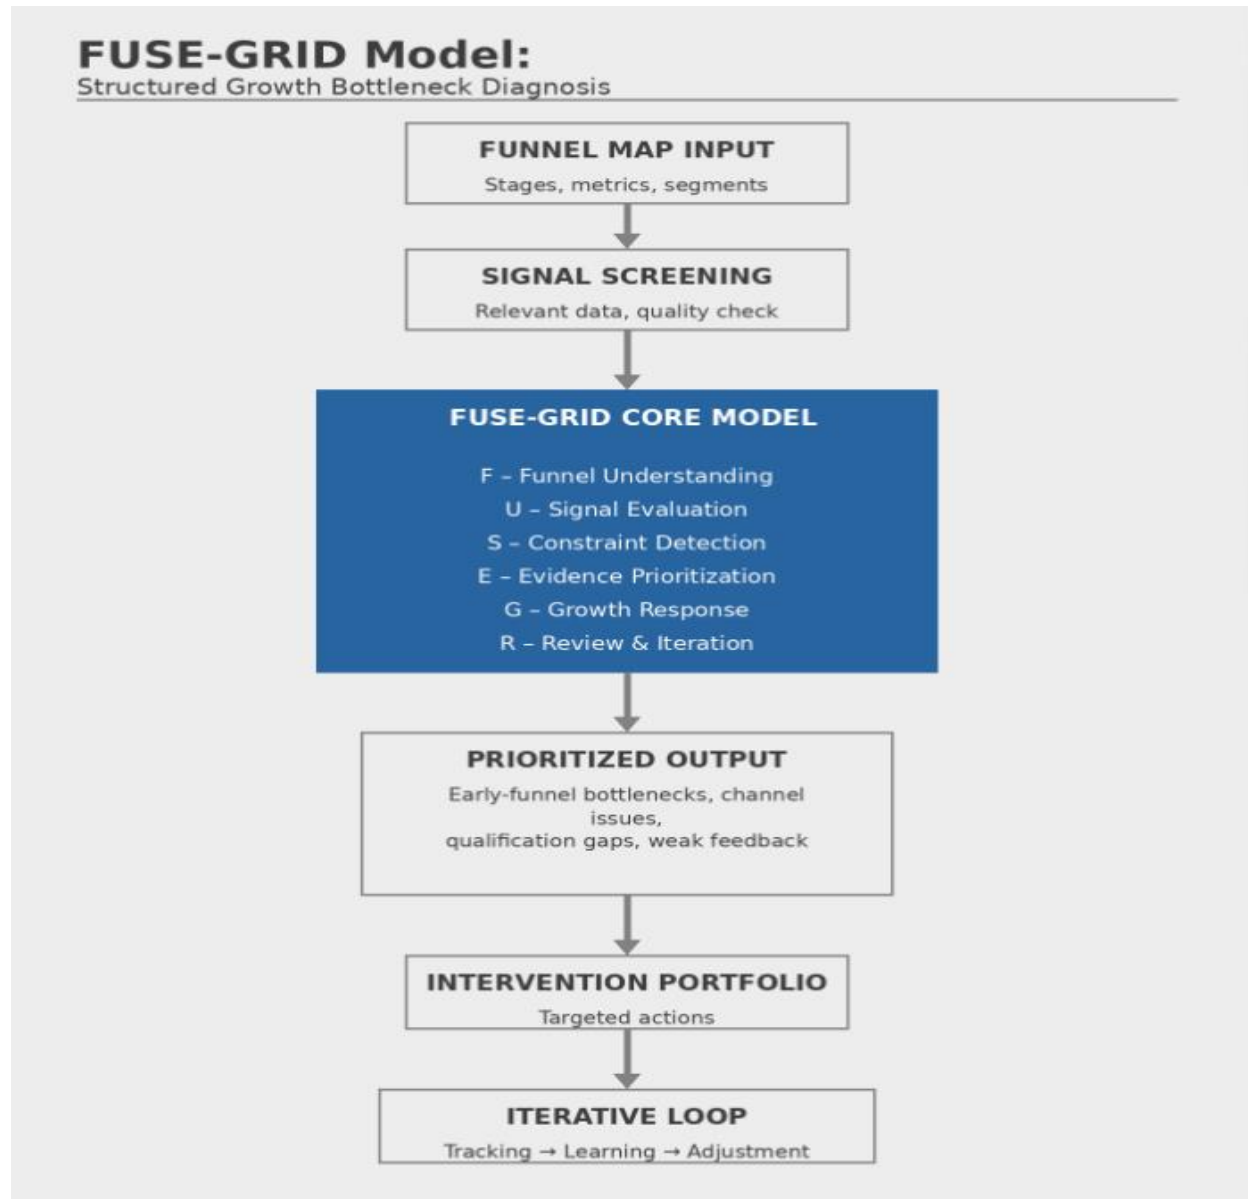 FUSE-GRID Model:
Structured Growth Bottleneck Diagnosis
FUNNEL MAP INPUT
Stages, metrics, segments
SIGNAL SCREENING
Relevant data, quality check
FUSE-GRID CORE MODEL
F – Funnel Understanding
U – Signal Evaluation
S – Constraint Detection
E – Evidence Prioritization
G – Growth Response
R – Review & Iteration
PRIORITIZED OUTPUT
Early-funnel bottlenecks, channel
issues,
qualification gaps, weak feedback
INTERVENTION PORTFOLIO
Targeted actions
ITERATIVE LOOP
Tracking → Learning → Adjustment